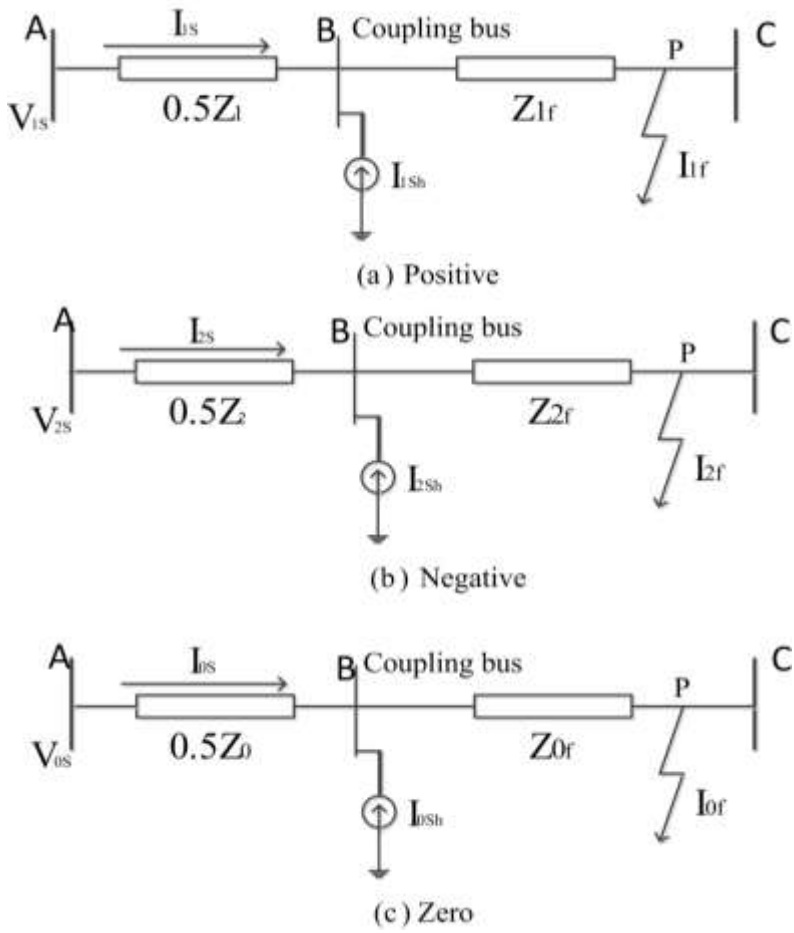 A I1S B Coupling bus P C
V1S 0.5Z1 Z1f
I1Sh I1f
(a) Positive
A I2S B Coupling bus P C
V2S 0.5Z2 Z2f
I2Sh I2f
(b) Negative
A I0S B Coupling bus P C
V0S 0.5Z0 Z0f
I0Sh I0f
(c) Zero